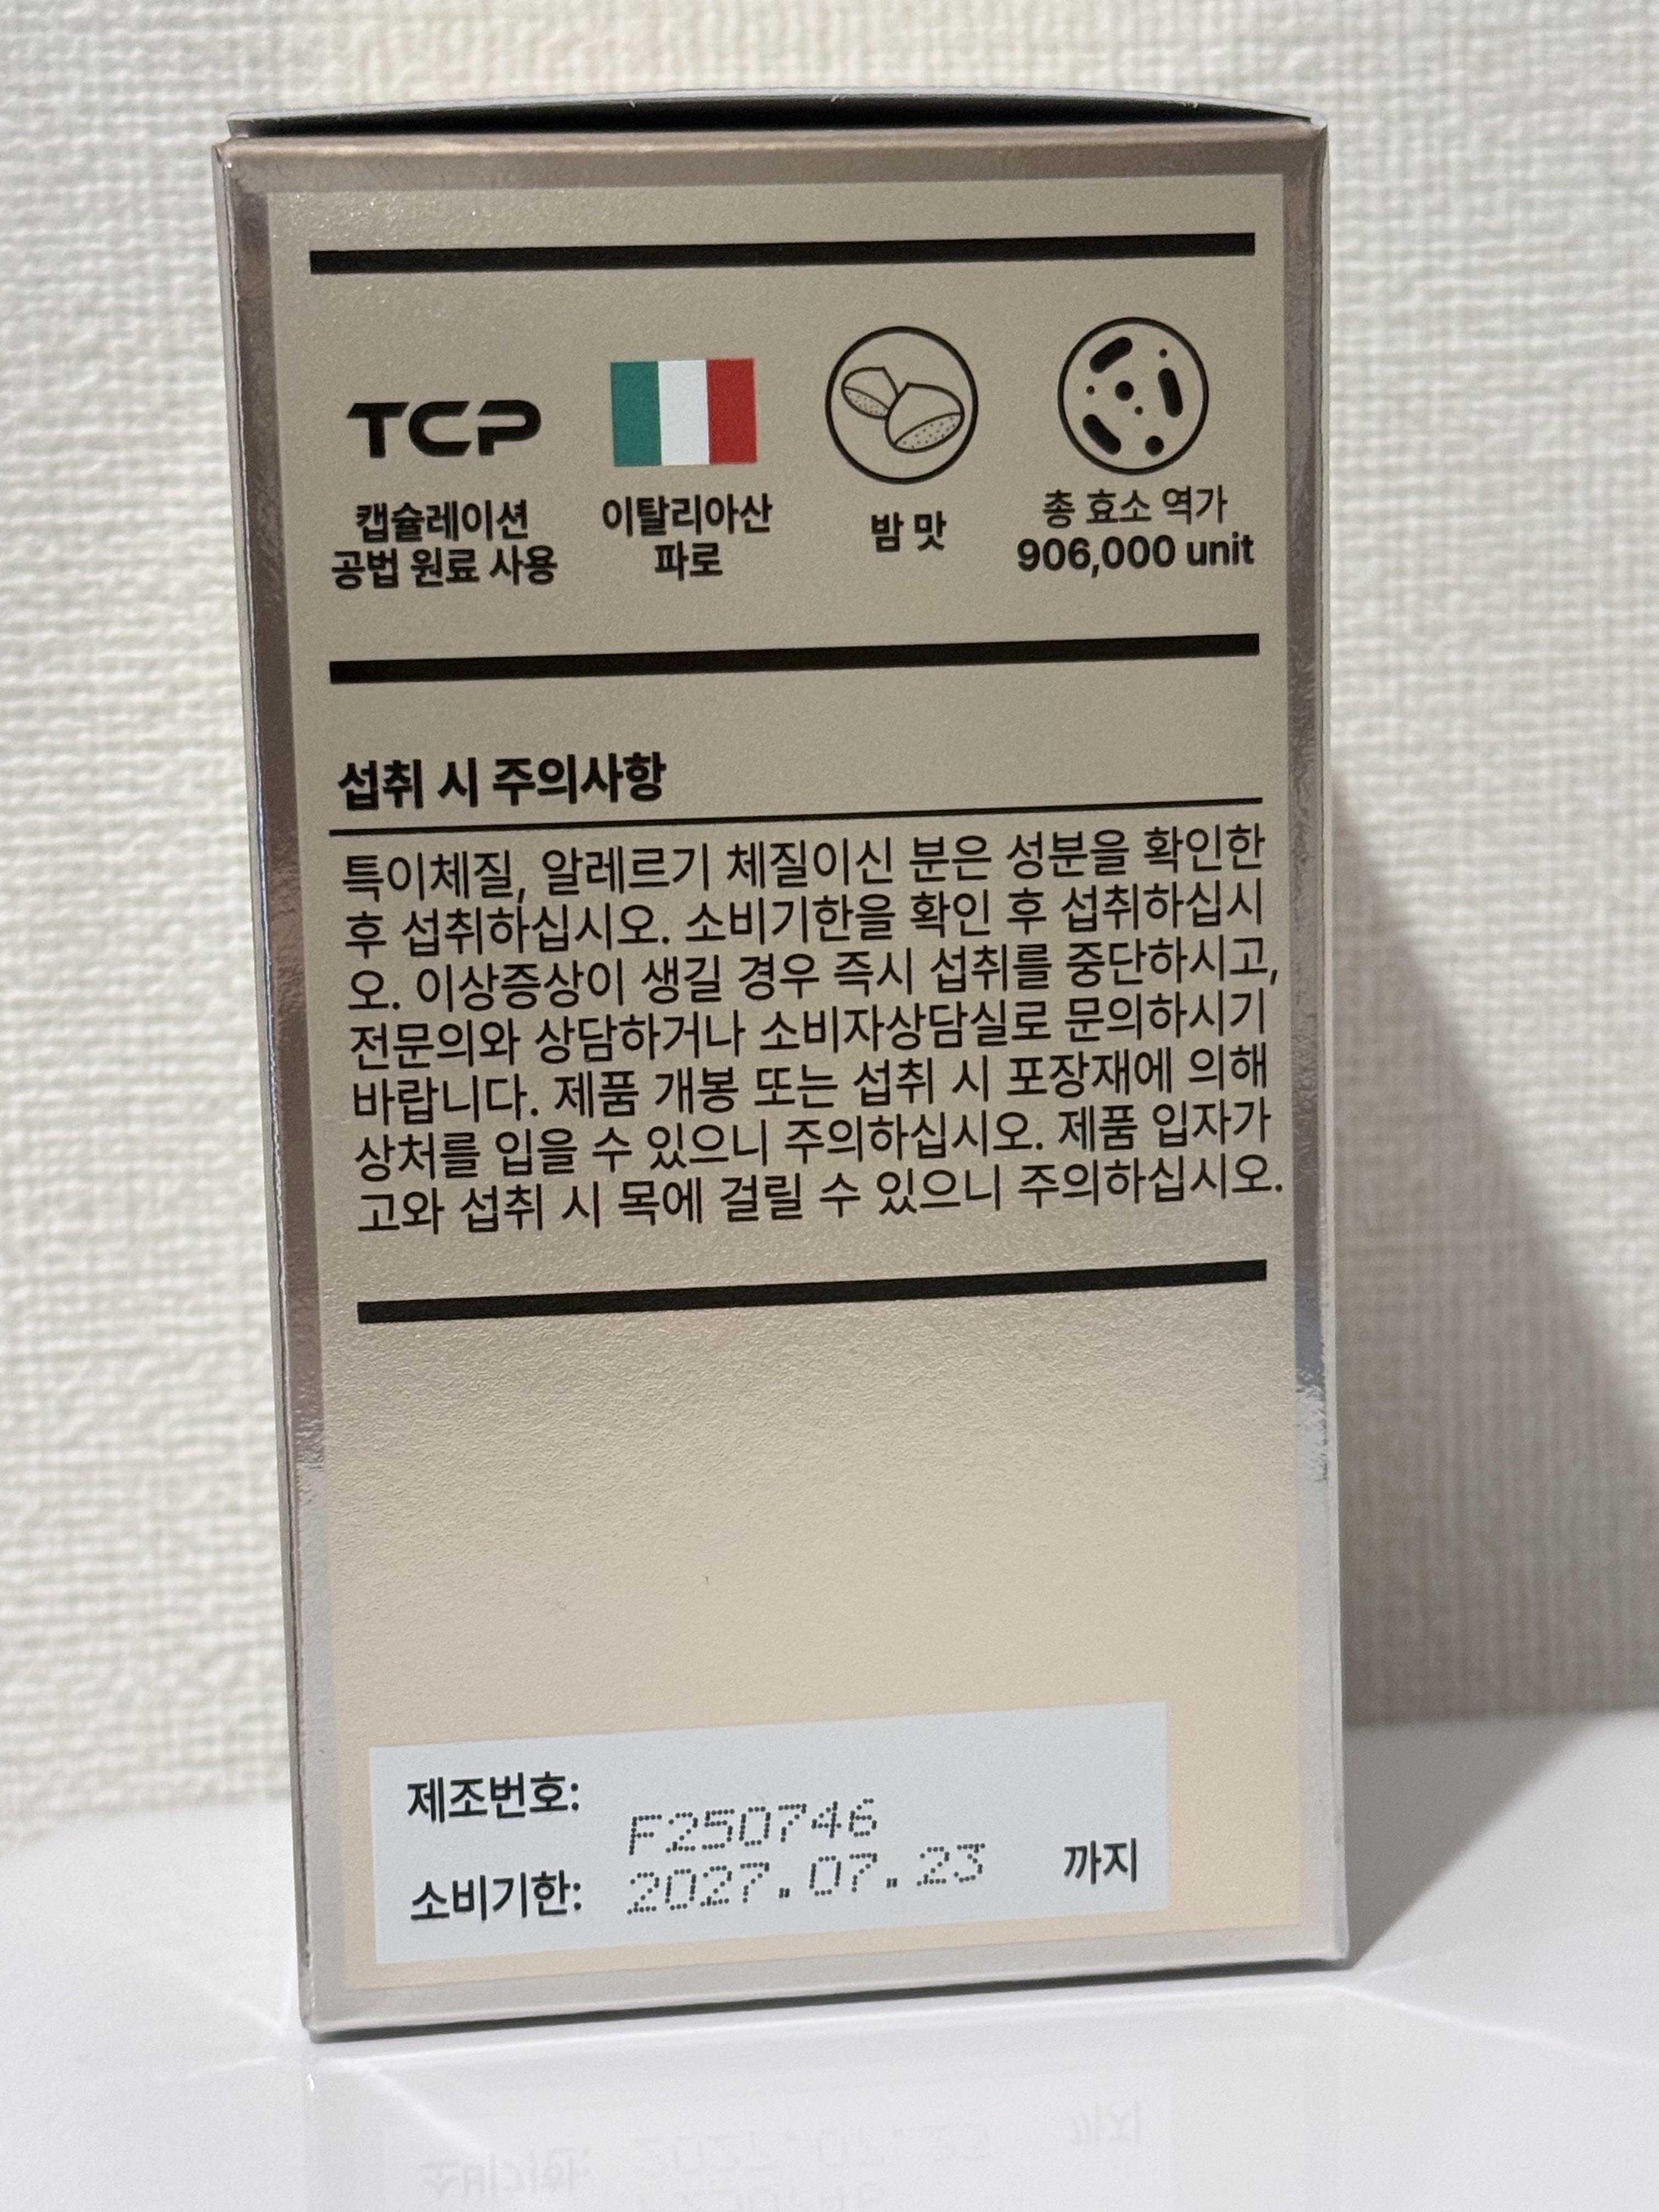 TCP
캡슐레이션
공법 원료 사용
이탈리아산
파로
밤 맛
총 효소 역가
906,000 unit
섭취 시 주의사항
특이체질, 알레르기 체질이신 분은 성분을 확인한
후 섭취하십시오. 소비기한을 확인 후 섭취하십시
오. 이상증상이 생길 경우 즉시 섭취를 중단하시고,
전문의와 상담하거나 소비자상담실로 문의하시기
바랍니다. 제품 개봉 또는 섭취 시 포장재에 의해
상처를 입을 수 있으니 주의하십시오. 제품 입자가
고와 섭취 시 목에 걸릴 수 있으니 주의하십시오.
제조번호: F250746
소비기한: 2027.07.23 까지